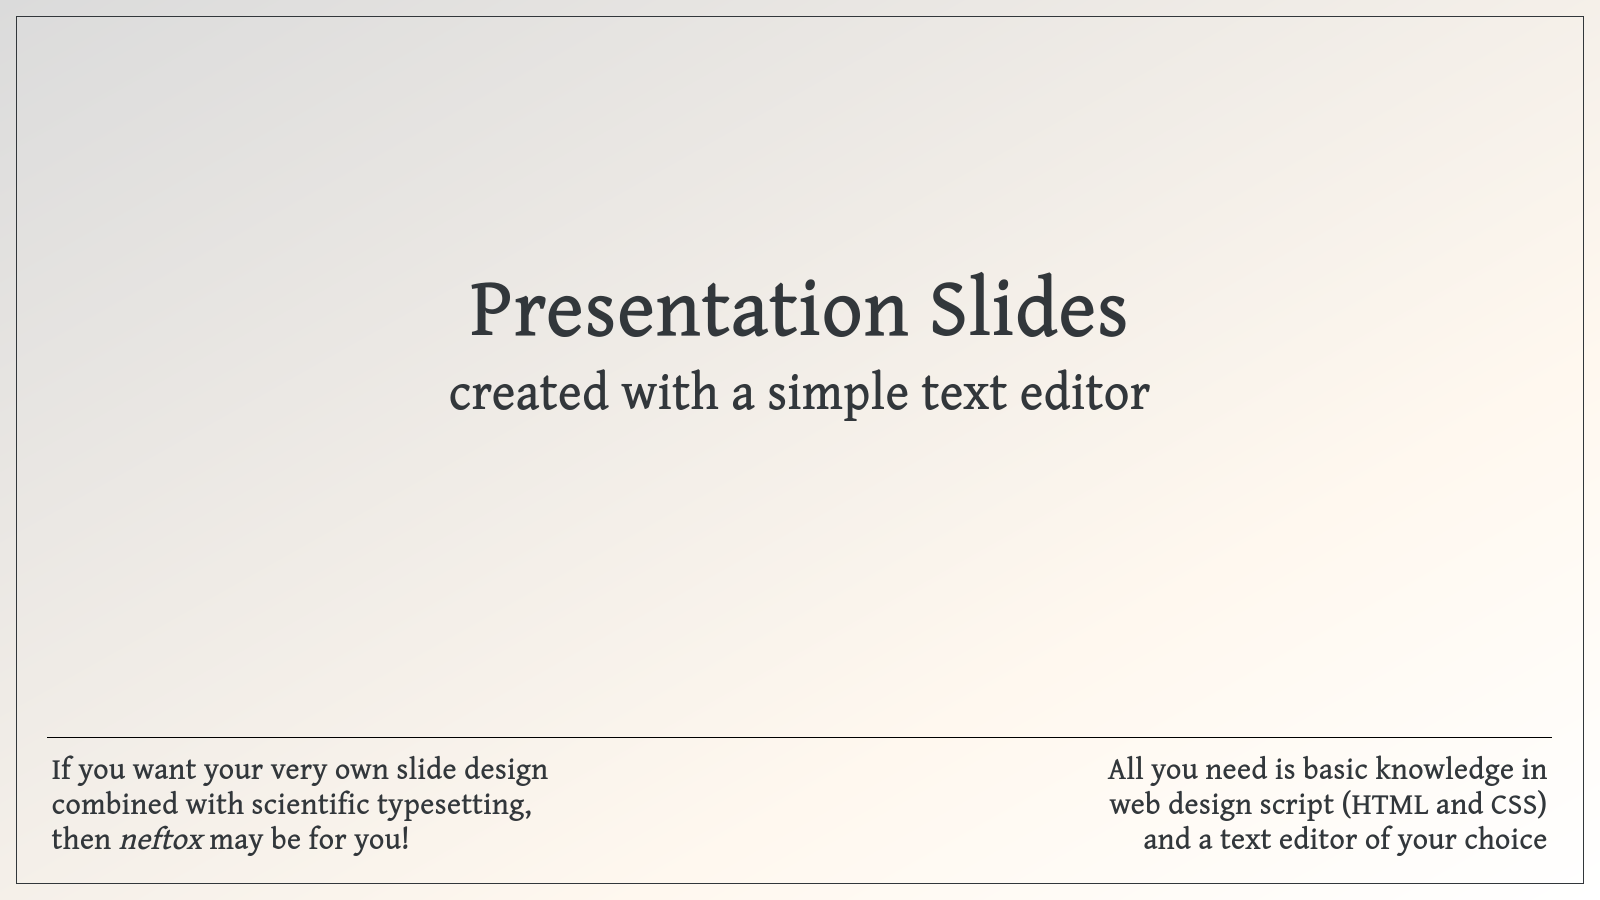 Presentation Slides
created with a simple text editor
If you want your very own slide design
combined with scientific typesetting,
then neftox may be for you!
All you need is basic knowledge in
web design script (HTML and CSS)
and a text editor of your choice